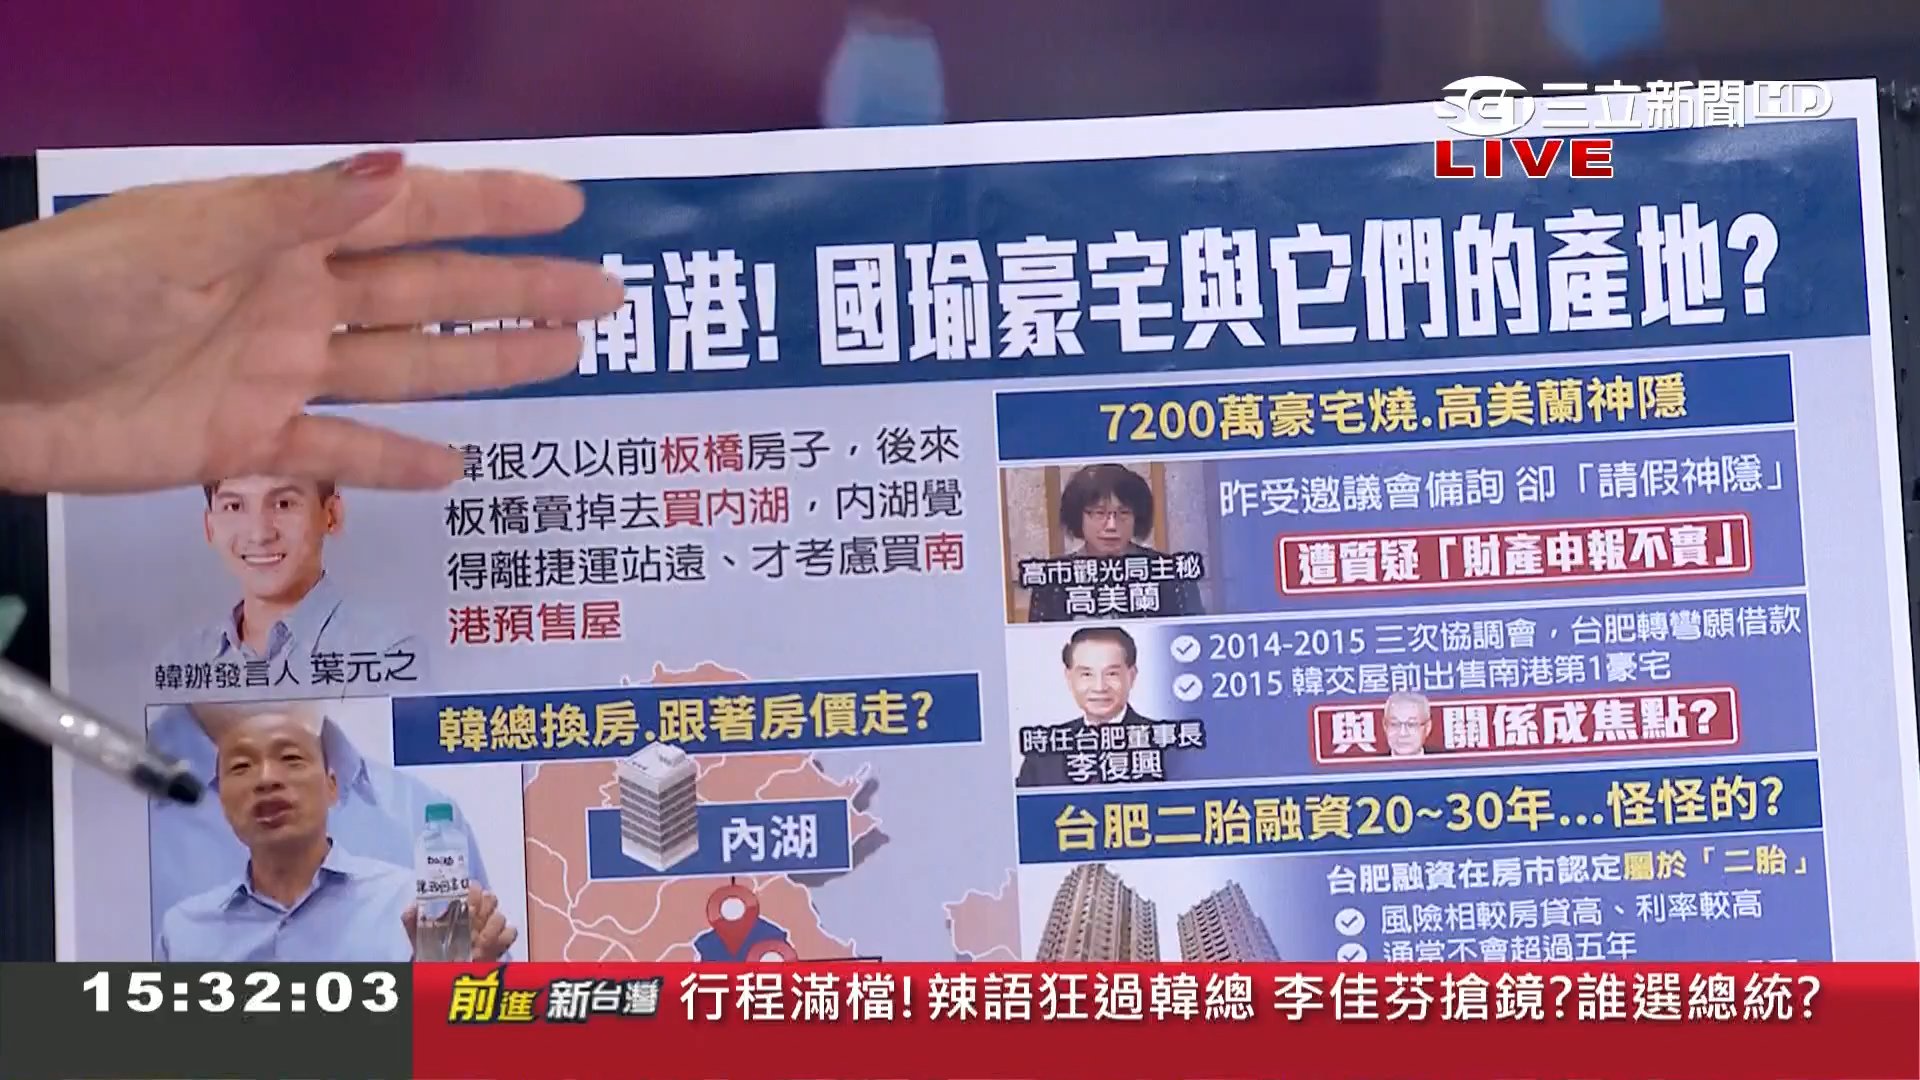 SET三立新聞HD
LIVE
南港!國瑜豪宅與它們的產地?
韓很久以前板橋房子,後來
板橋賣掉去買內湖,內湖覺
得離捷運站遠、才考慮買南
港預售屋
韓辦發言人 葉元之
韓總換房.跟著房價走?
內湖
7200萬豪宅燒.高美蘭神隱
昨受邀議會備詢 卻「請假神隱」
遭質疑「財產申報不實」
高市觀光局主秘
高美蘭
2014-2015 三次協調會,台肥轉彎願借款
2015 韓交屋前出售南港第1豪宅
與 關係成焦點?
時任台肥董事長
李復興
台肥二胎融資20~30年...怪怪的?
台肥融資在房市認定屬於「二胎」
風險相較房貸高、利率較高
通常不會超過五年
15:32:03
前進新台灣
行程滿檔!辣語狂過韓總 李佳芬搶鏡?誰選總統?